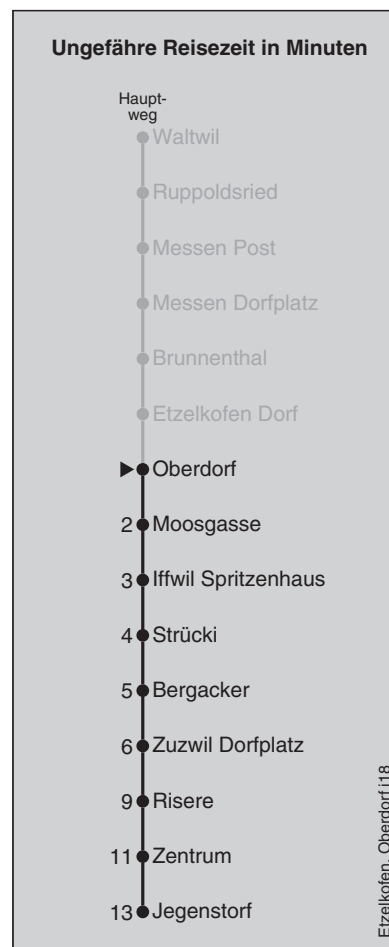 Ungefähre Reisezeit in Minuten
Haupt-
weg
Waltwil
Ruppoldsried
Messen Post
Messen Dorfplatz
Brunnenthal
Etzelkofen Dorf
Oberdorf
2 Moosgasse
3 Iffwil Spritzenhaus
4 Strücki
5 Bergacker
6 Zuzwil Dorfplatz
9 Risere
11 Zentrum
13 Jegenstorf
Etzelkofen, Oberdorf j18